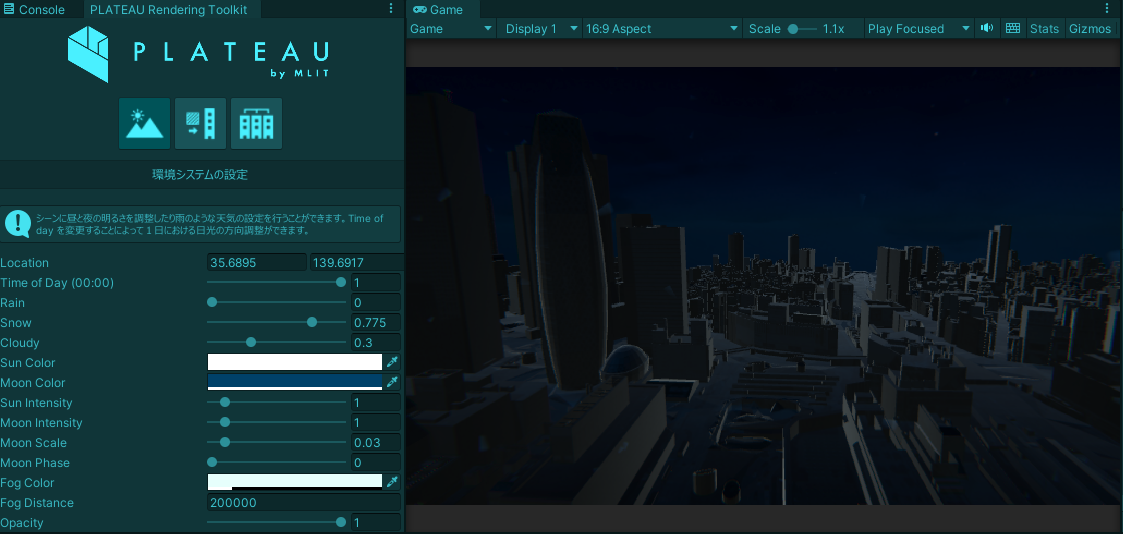 Console
PLATEAU Rendering Toolkit
PLATEAU
by MLIT
環境システムの設定
シーンに昼と夜の明るさを調整したり雨のような天気の設定を行うことができます。Time of
day を変更することによって 1 日における日光の方向調整ができます。
Location 35.6895 139.6917
Time of Day (00:00) 1
Rain 0
Snow 0.775
Cloudy 0.3
Sun Color
Moon Color
Sun Intensity 1
Moon Intensity 1
Moon Scale 0.03
Moon Phase 0
Fog Color
Fog Distance 200000
Opacity 1
Game
Game Display 1 16:9 Aspect Scale 1.1x Play Focused Stats Gizmos